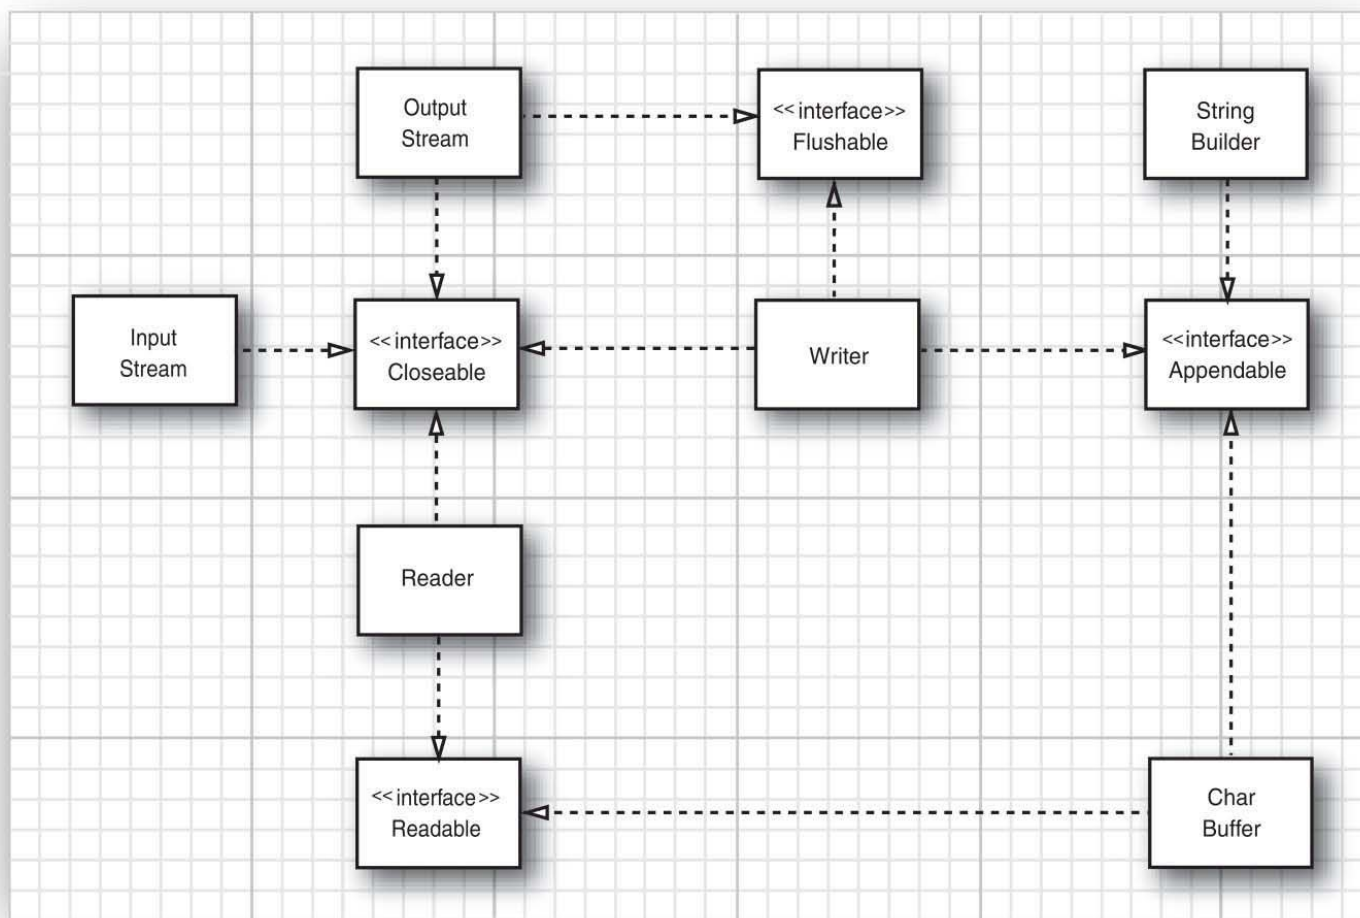 Output
Stream
<<interface>>
Flushable
String
Builder
Input
Stream
<<interface>>
Closeable
Writer
<<interface>>
Appendable
Reader
<<interface>>
Readable
Char
Buffer